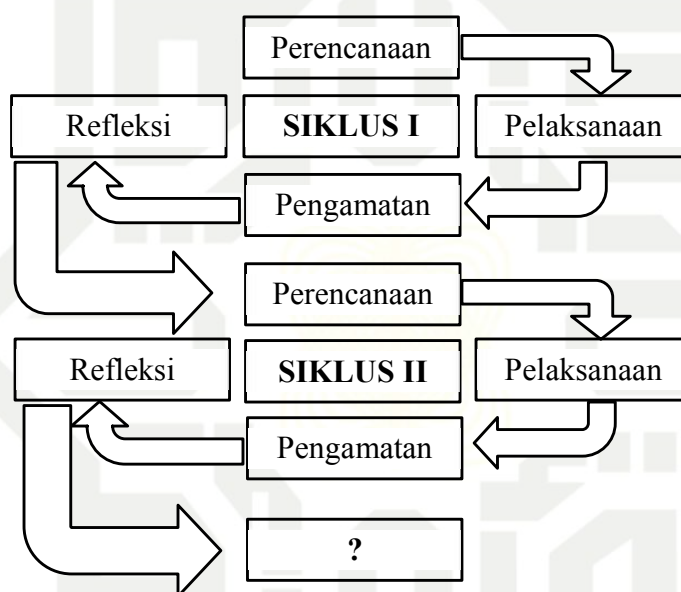 Perencanaan
Refleksi
SIKLUS I
Pelaksanaan
Pengamatan
Perencanaan
Refleksi
SIKLUS II
Pelaksanaan
Pengamatan
?